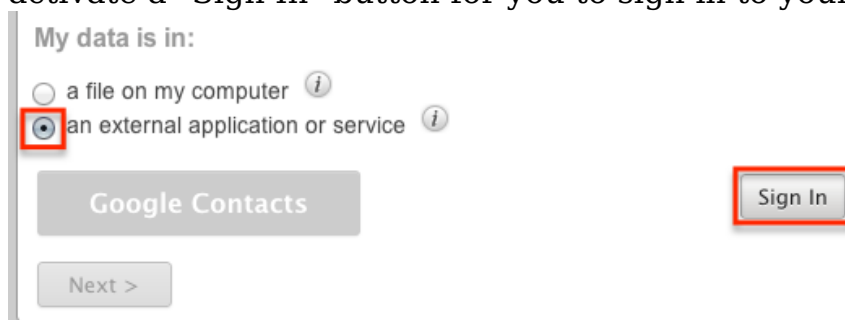 activate a "Sign In" button for you to sign in to your
My data is in:
a file on my computer i
an external application or service i
Google Contacts
Sign In
Next >